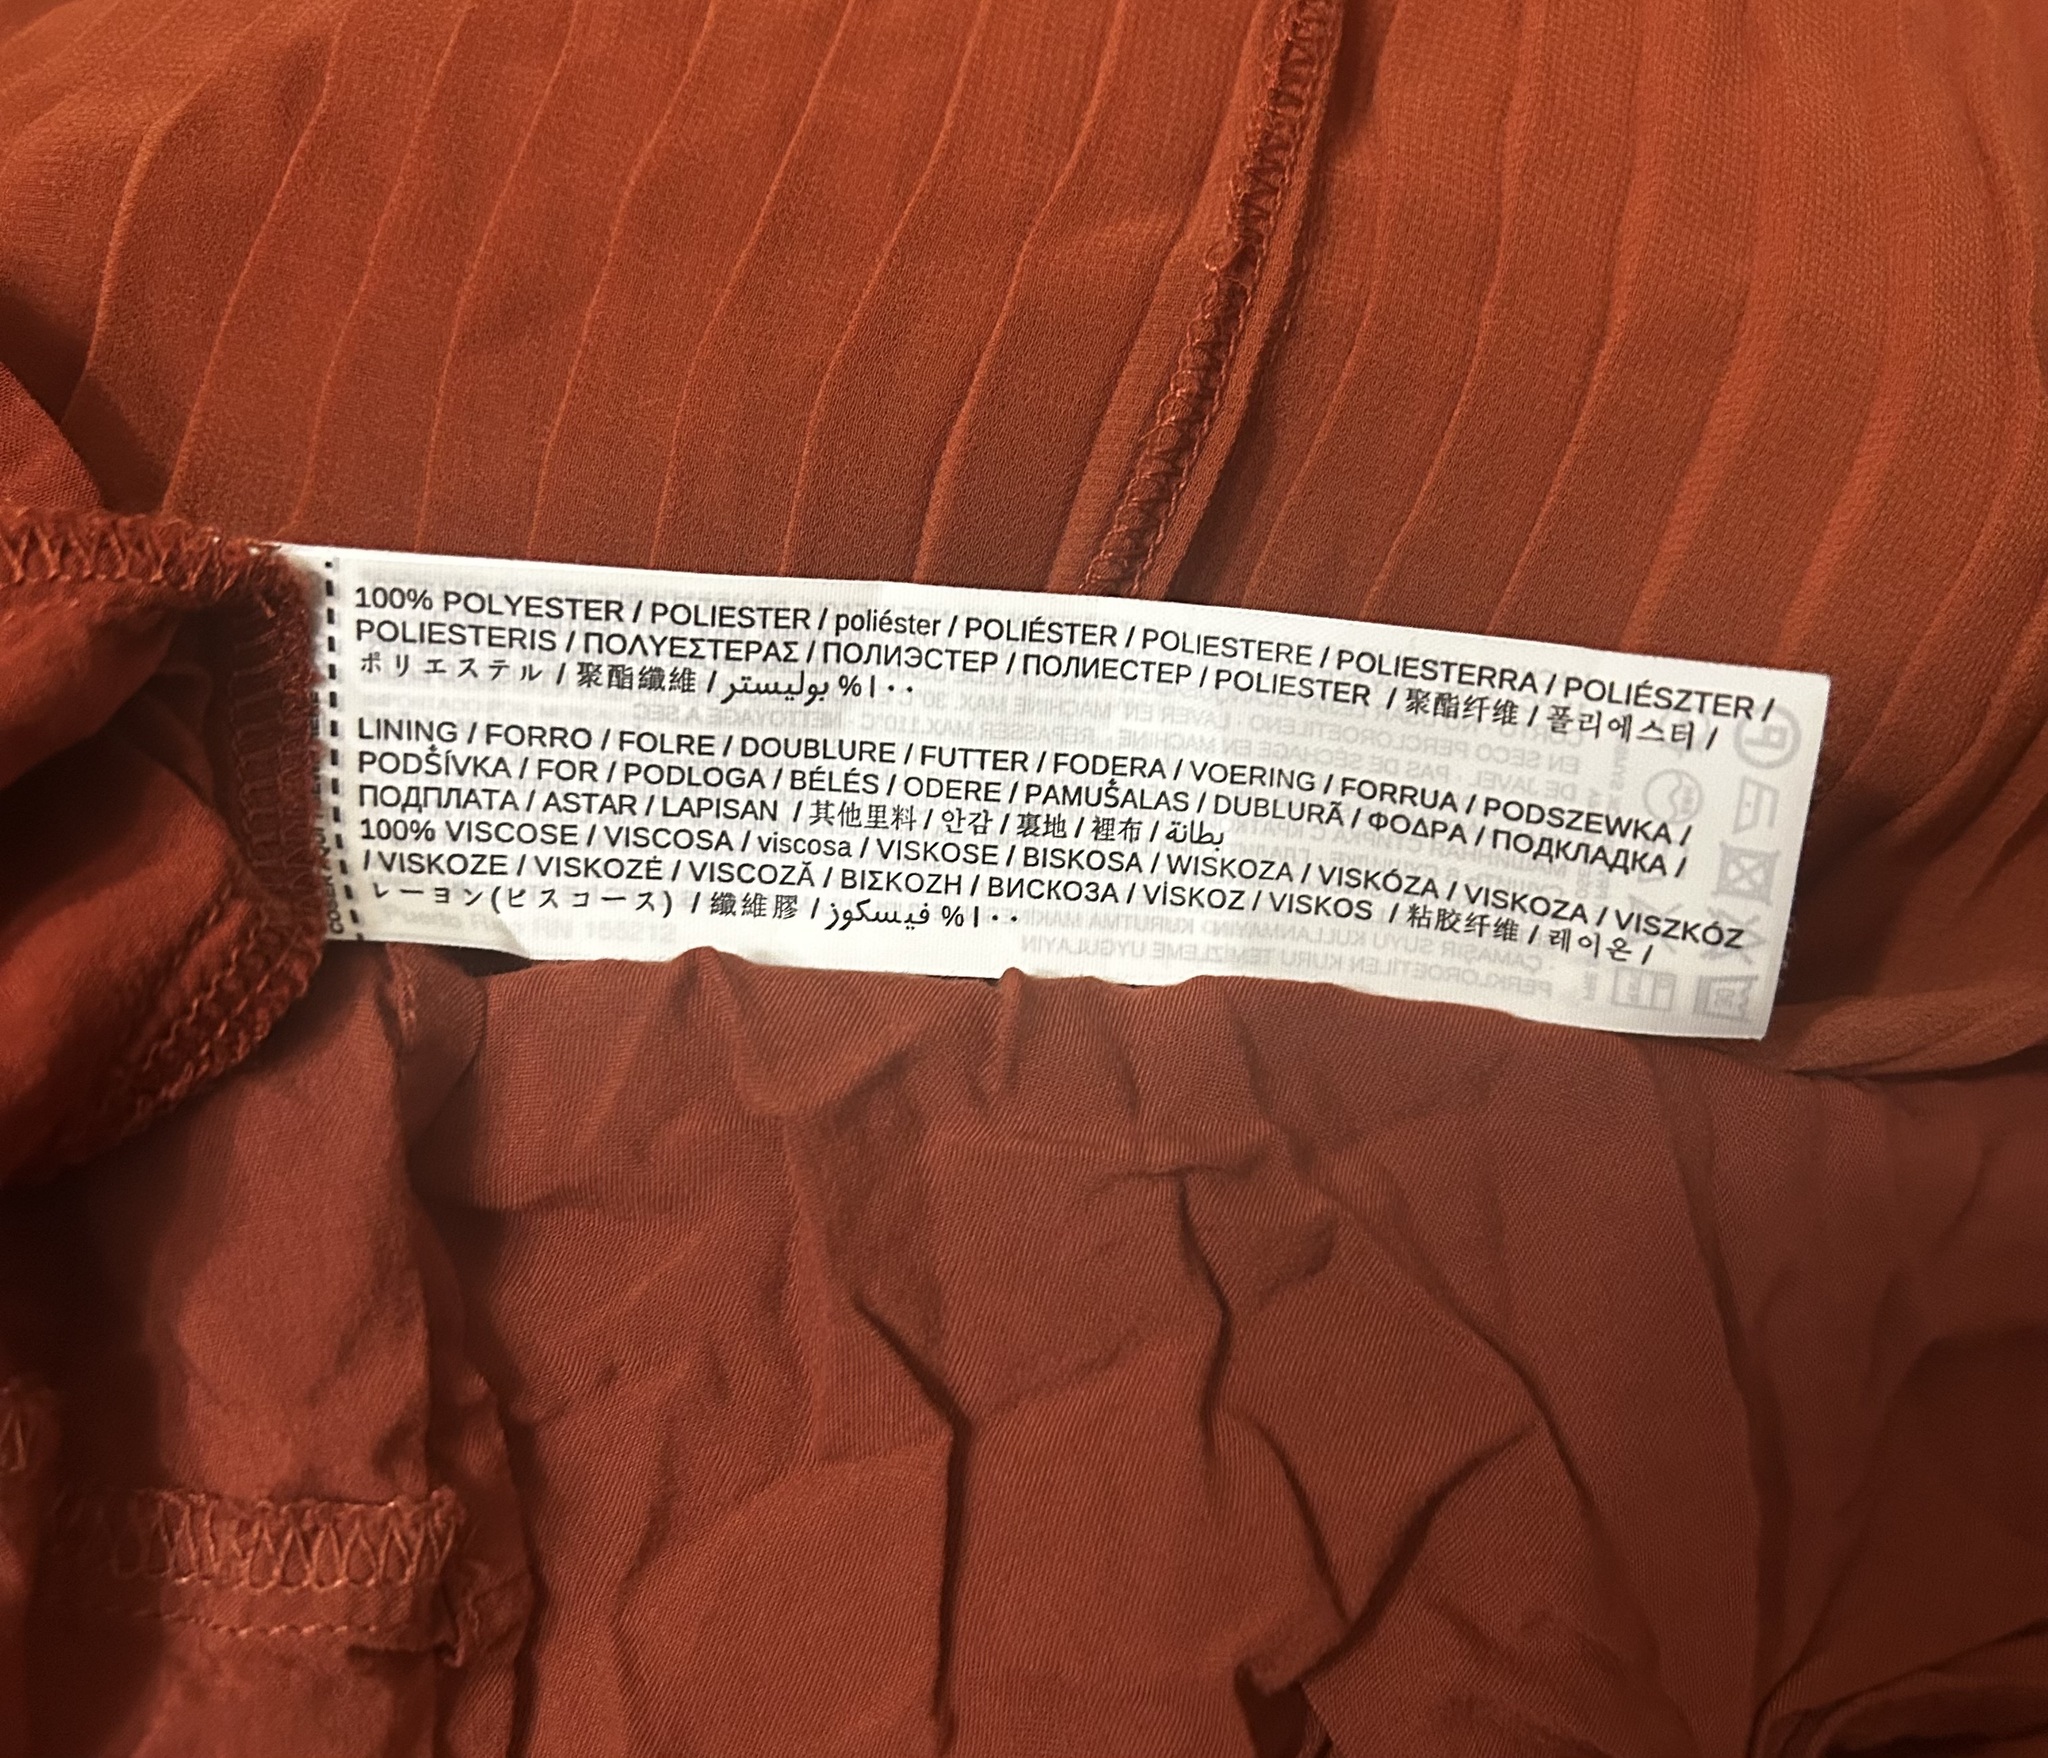 100% POLYESTER / POLIESTER / poliéster / POLIÉSTER / POLIESTERE / POLIESTERRA / POLIÉSZTER /
POLIESTERIS / ΠΟΛΥΕΣΤΕΡΑΣ / ПОЛИЭСТЕР / ПОЛИЕСТЕР / POLIESTER / 聚酯纤维 / 폴리에스터 /
ポリエステル / 聚酯纖維 / بوليستر %١٠٠
LINING / FORRO / FOLRE / DOUBLURE / FUTTER / FODERA / VOERING / FORRUA / PODSZEWKA /
PODŠÍVKA / FOR / PODLOGA / BÉLÉS / ODERE / PAMUŠALAS / DUBLURĂ / ΦΟΔΡΑ / ПОДКЛАДКА /
ПОДПЛАТА / ASTAR / LAPISAN / 其他里料 / 안감 / 裏地 / 裡布 / بطانة
100% VISCOSE / VISCOSA / viscosa / VISKOSE / BISKOSA / WISKOZA / VISKÓZA / VISKOZA / VISZKÓZ
/ VISKOZE / VISKOZĖ / VISCOZĂ / ΒΙΣΚΟΖΗ / ВИСКОЗА / VİSKOZ / VISKOS / 粘胶纤维 / 레이온 /
レーヨン(ビスコース) / 纖維膠 / فيسكوز %١٠٠